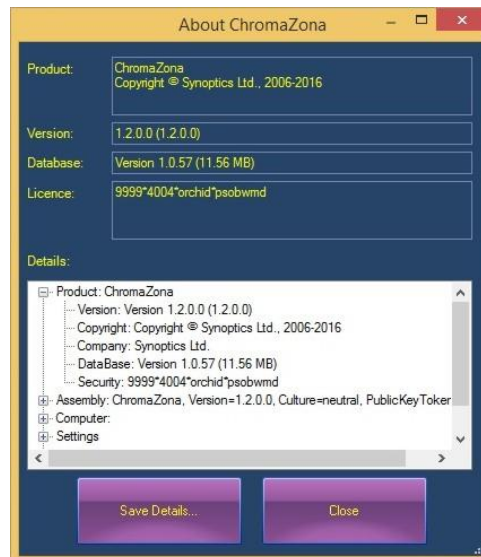 About ChromaZona
Product:
ChromaZona
Copyright © Synoptics Ltd., 2006-2016
Version:
1.2.0.0 (1.2.0.0)
Database:
Version 1.0.57 (11.56 MB)
Licence:
9999*4004*orchid*psobwmd
Details:
Product: ChromaZona
Version: Version 1.2.0.0 (1.2.0.0)
Copyright: Copyright © Synoptics Ltd., 2006-2016
Company: Synoptics Ltd.
DataBase: Version 1.0.57 (11.56 MB)
Security: 9999*4004*orchid*psobwmd
Assembly: ChromaZona, Version=1.2.0.0, Culture=neutral, PublicKeyToken
Computer:
Settings
Save Details...
Close